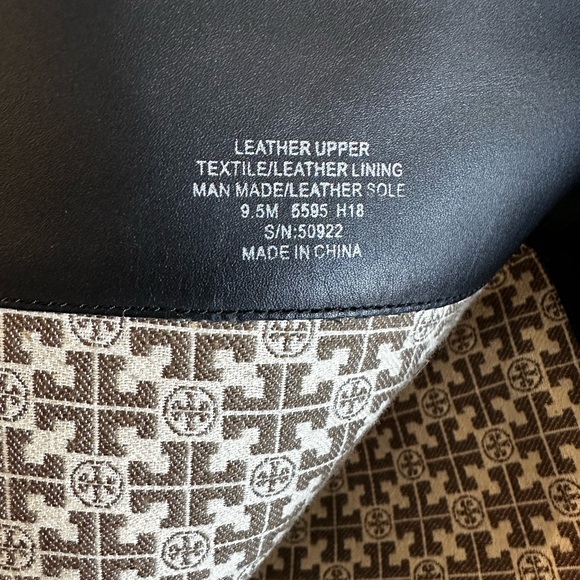 LEATHER UPPER
TEXTILE/LEATHER LINING
MAN MADE/LEATHER SOLE
9.5M 5595 H18
S/N:50922
MADE IN CHINA